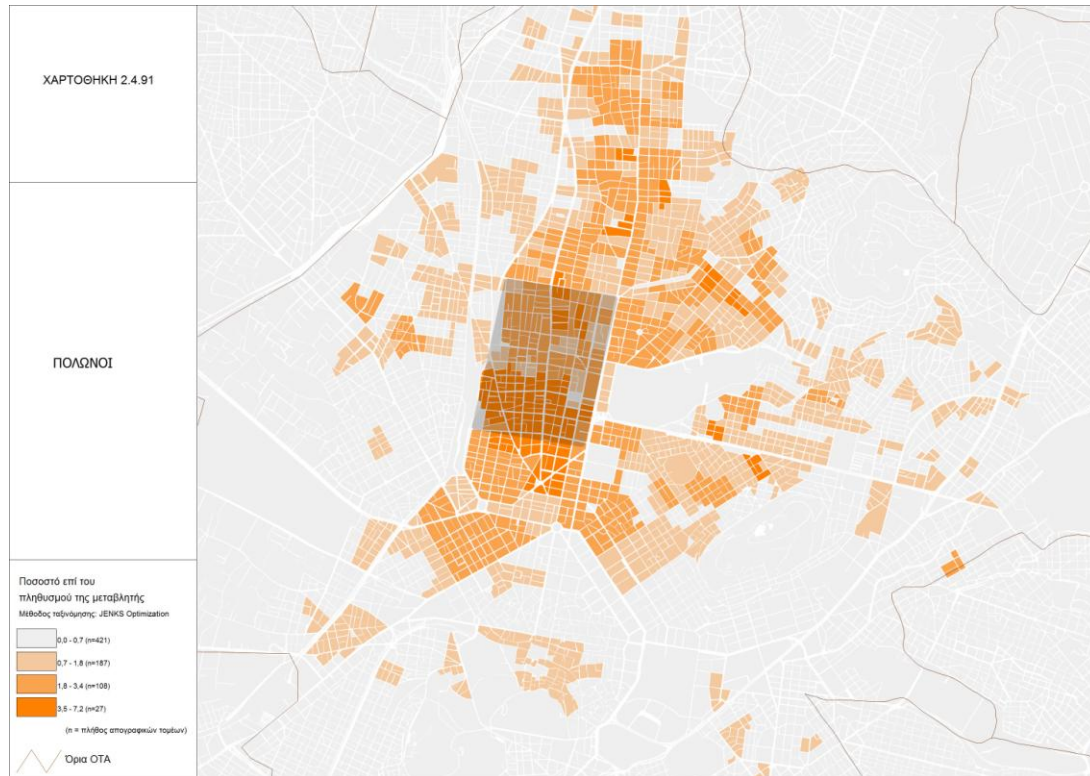 ΧΑΡΤΟΘΗΚΗ 2.4.91
ΠΟΛΩΝΟΙ
Ποσοστό επί του
πληθυσμού της μεταβλητής
Μέθοδος ταξινόμησης: JENKS Optimization
0,0 - 0,7 (n=421)
0,7 - 1,8 (n=187)
1,8 - 3,4 (n=108)
3,5 - 7,2 (n=27)
(n = πλήθος απογραφικών τομέων)
Όρια ΟΤΑ